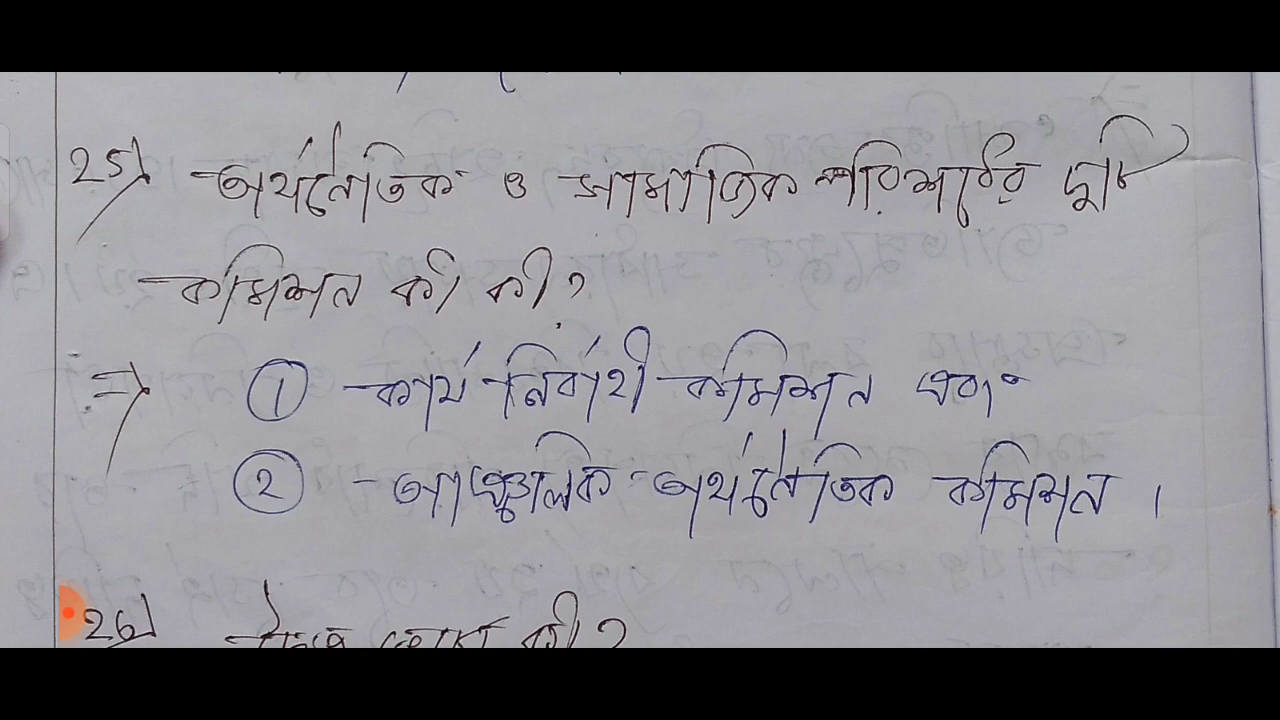 25) অর্থনৈতিক ও সামাজিক পরিষদের দুটি
কমিশন কী কী?
=> ① কার্যনির্বাহী কমিশন এবং
② আঞ্চলিক অর্থনৈতিক কমিশন ।
26) কী?